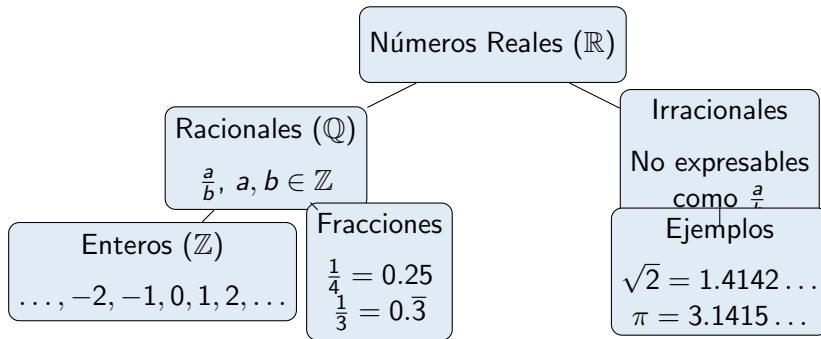 Números Reales (ℝ)
Racionales (ℚ)
a/b, a, b ∈ ℤ
Irracionales
No expresables
como a/
Enteros (ℤ)
..., −2, −1, 0, 1, 2, ...
Fracciones
1/4 = 0.25
1/3 = 0.3̅
Ejemplos
√2 = 1.4142...
π = 3.1415...